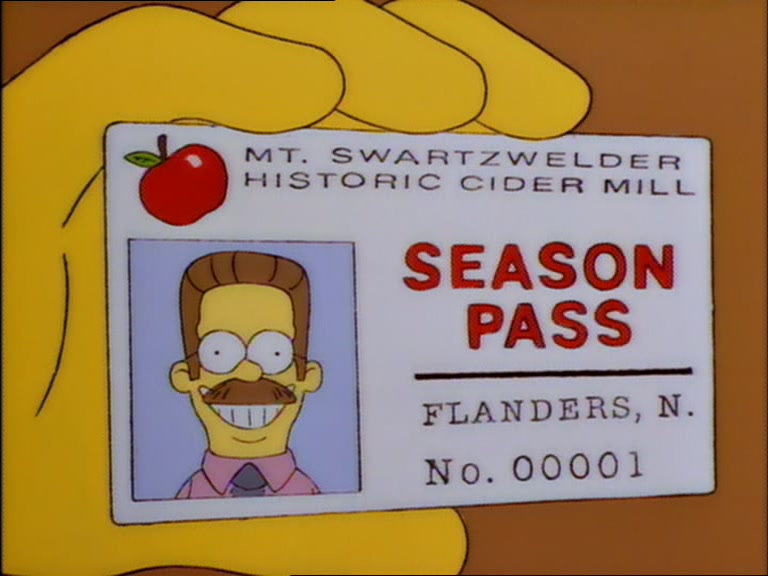 MT. SWARTZWELDER
HISTORIC CIDER MILL
SEASON
PASS
FLANDERS, N.
No. 00001